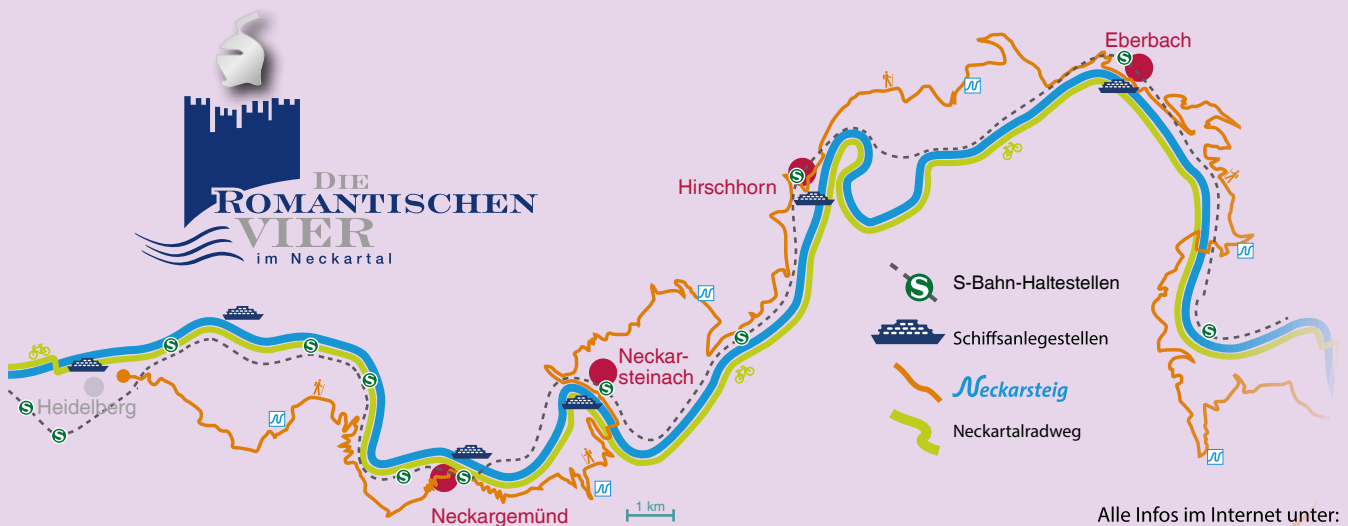 DIE
ROMANTISCHEN
VIER
im Neckartal
Eberbach
Hirschhorn
Neckar-
steinach
Heidelberg
Neckargemünd
S
S-Bahn-Haltestellen
Schiffsanlegestellen
Neckarsteig
Neckartalradweg
1 km
Alle Infos im Internet unter: